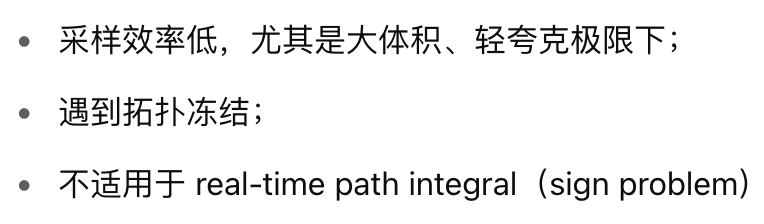 • 采样效率低，尤其是大体积、轻夸克极限下；
• 遇到拓扑冻结；
• 不适用于 real-time path integral（sign problem）